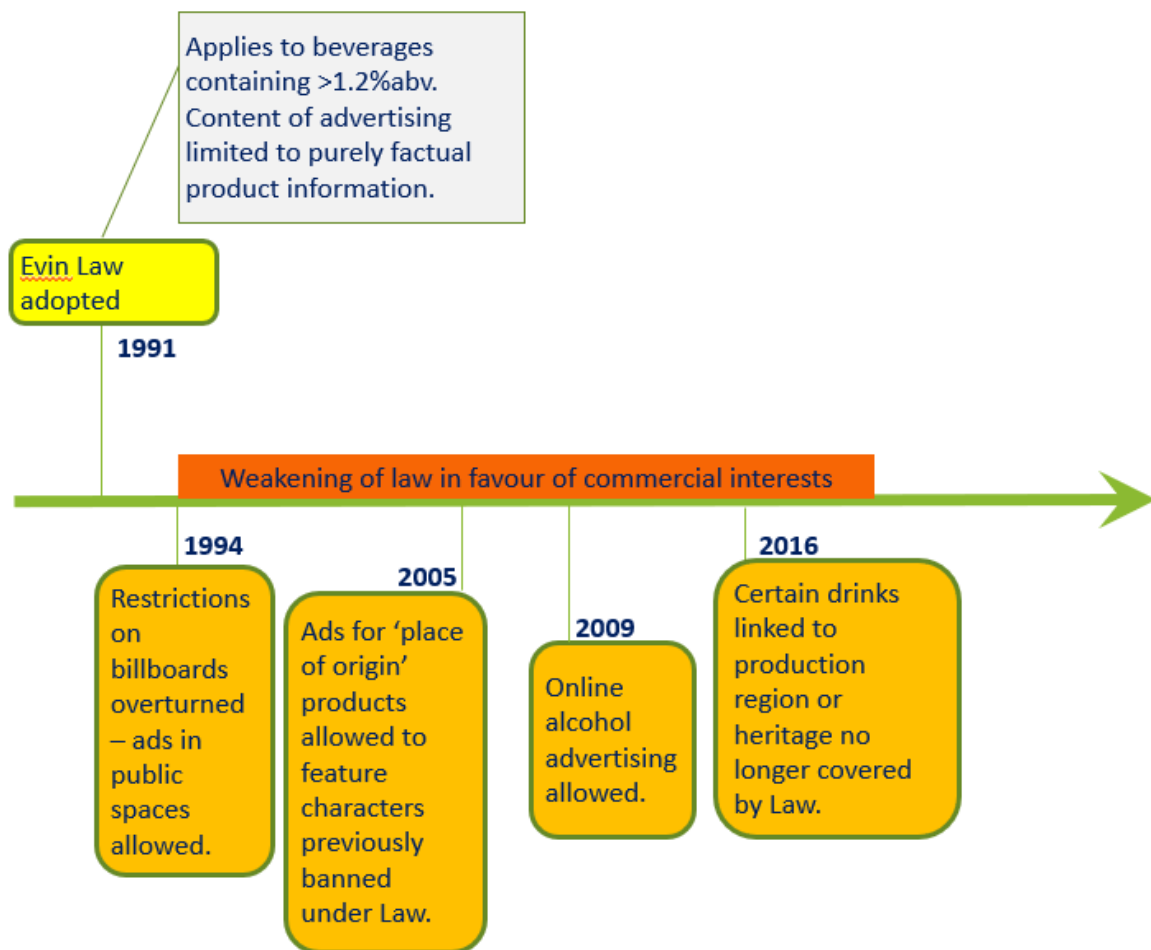 Applies to beverages
containing >1.2%abv.
Content of advertising
limited to purely factual
product information.
Evin Law
adopted
1991
Weakening of law in favour of commercial interests
1994
Restrictions
on
billboards
overturned
– ads in
public
spaces
allowed.
2005
Ads for ‘place
of origin’
products
allowed to
feature
characters
previously
banned
under Law.
2009
Online
alcohol
advertising
allowed.
2016
Certain drinks
linked to
production
region or
heritage no
longer covered
by Law.